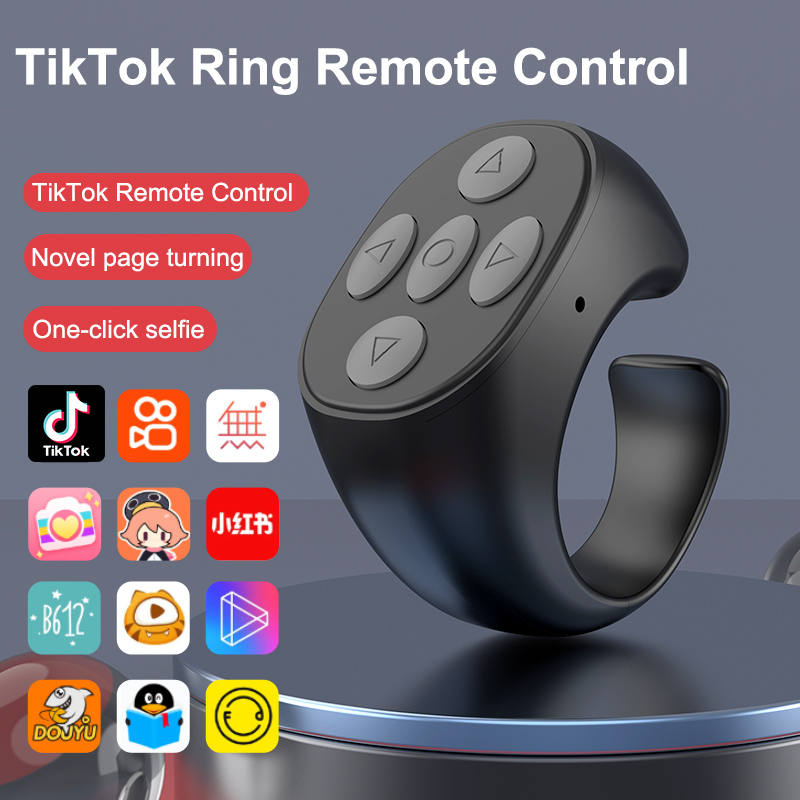 TikTok Ring Remote Control
TikTok Remote Control
Novel page turning
One-click selfie
TikTok
無
小红书
B612
DOUYU